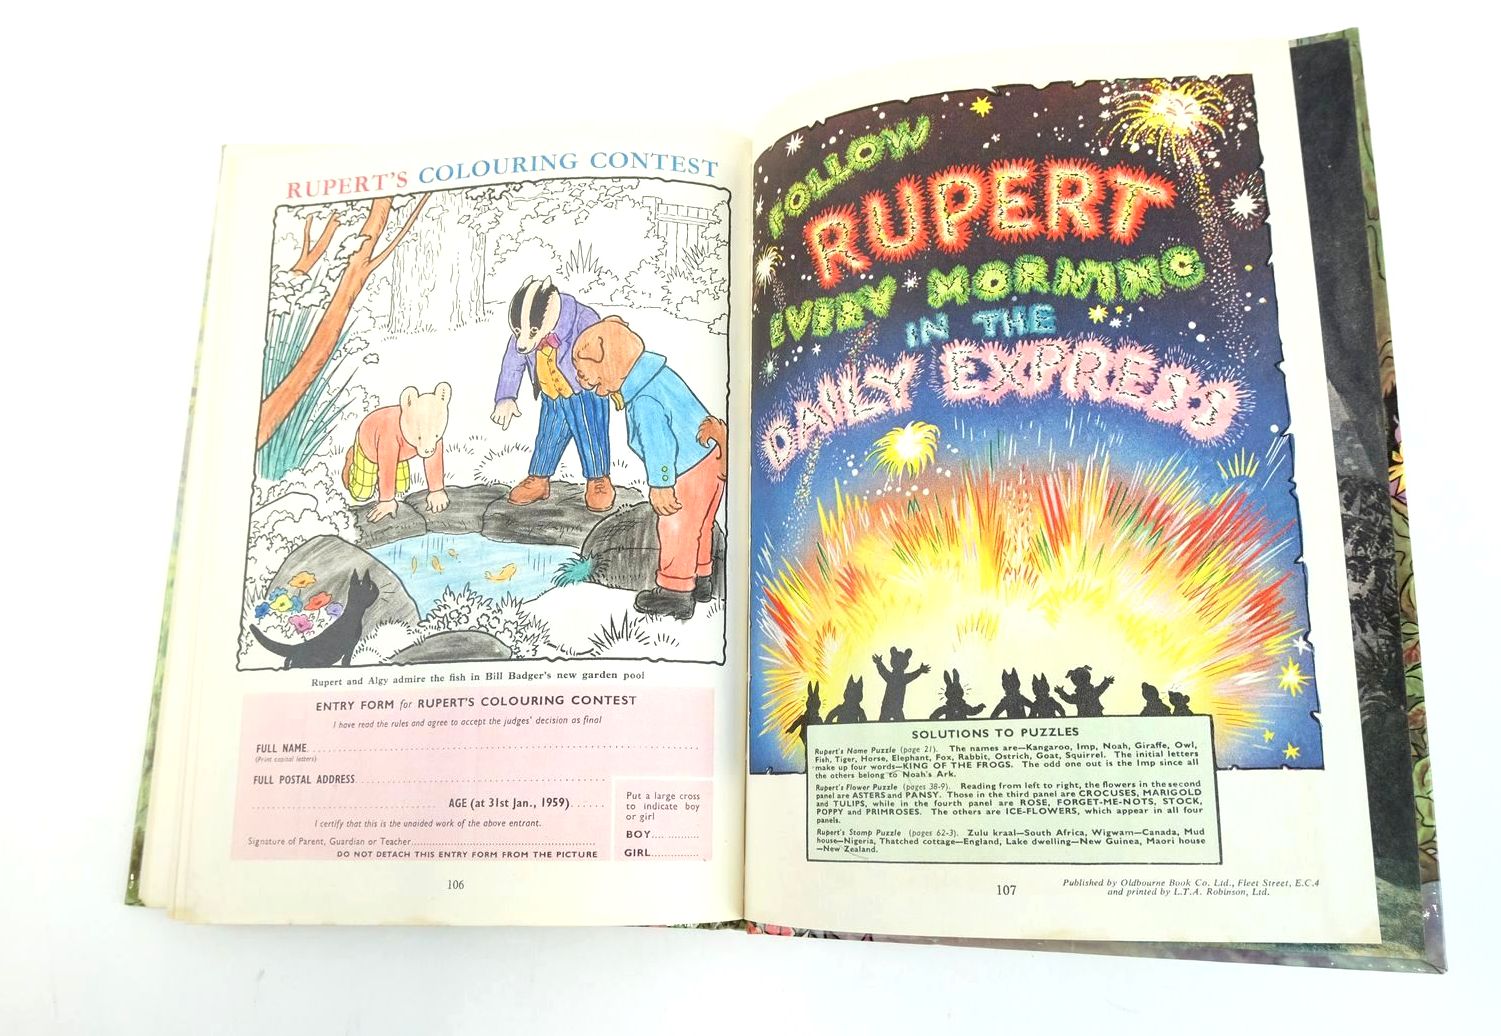 RUPERT'S COLOURING CONTEST
Rupert and Algy admire the fish in Bill Badger's new garden pool
ENTRY FORM for RUPERT'S COLOURING CONTEST
I have read the rules and agree to accept the judges' decision as final
FULL NAME
(Print capital letters)
FULL POSTAL ADDRESS
AGE (at 31st Jan., 1959)
I certify that this is the unaided work of the above entrant.
Signature of Parent, Guardian or Teacher
DO NOT DETACH THIS ENTRY FORM FROM THE PICTURE
Put a large cross
to indicate boy
or girl
BOY
GIRL
106
FOLLOW
RUPERT
EVERY MORNING
IN THE
DAILY EXPRESS
SOLUTIONS TO PUZZLES
Rupert's Name Puzzle (page 21). The names are—Kangaroo, Imp, Noah, Giraffe, Owl,
Fish, Tiger, Horse, Elephant, Fox, Rabbit, Ostrich, Goat, Squirrel. The initial letters
make up four words—KING OF THE FROGS. The odd one out is the Imp since all
the others belong to Noah's Ark.
Rupert's Flower Puzzle (pages 38-9). Reading from left to right, the flowers in the second
panel are ASTERS and PANSY. Those in the third panel are CROCUSES, MARIGOLD
and TULIPS, while in the fourth panel are ROSE, FORGET-ME-NOTS, STOCK,
POPPY and PRIMROSES. The others are ICE-FLOWERS, which appear in all four
panels.
Rupert's Stamp Puzzle (pages 62-3). Zulu kraal—South Africa, Wigwam—Canada, Mud
house—Nigeria, Thatched cottage—England, Lake dwelling—New Guinea, Maori house
—New Zealand.
107
Published by Oldbourne Book Co. Ltd., Fleet Street, E.C.4
and printed by L.T.A. Robinson, Ltd.